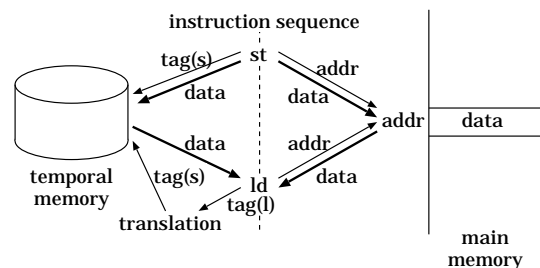 instruction sequence
tag(s)
st
addr
data
data
addr
data
data
addr
tag(s)
data
ld
temporal
memory
tag(l)
translation
main
memory